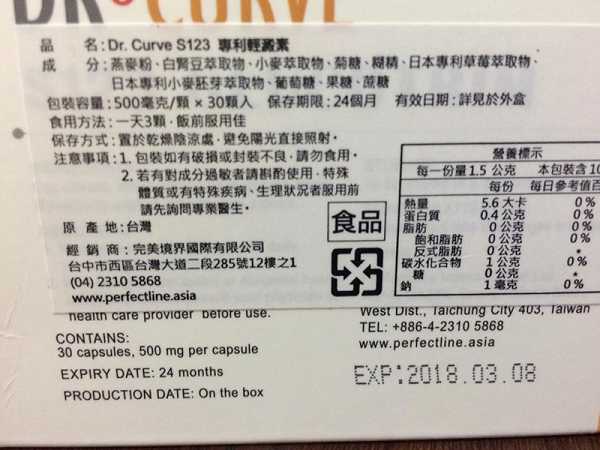 DR CURVE
品　　名:Dr. Curve S123 專利輕澱素
成　　分:燕麥粉、白腎豆萃取物、小麥萃取物、菊糖、糊精、日本專利草莓萃取物、
日本專利小麥胚芽萃取物、葡萄糖、果糖、蔗糖
包裝容量:500毫克/顆 × 30顆入　保存期限:24個月　有效日期:詳見於外盒
食用方法:一天3顆,飯前服用佳
保存方式:置於乾燥陰涼處,避免陽光直接照射。
注意事項:1. 包裝如有破損或封裝不良,請勿食用。
2. 若有對成分過敏者請斟酌使用,特殊
體質或有特殊疾病、生理狀況者服用前
請先詢問專業醫生。
原 產 地:台灣
經 銷 商:完美境界國際有限公司
台中市西區台灣大道二段285號12樓之1
(04) 2310 5868
www.perfectline.asia
食品
營養標示
每一份量 1.5 公克　本包裝含10
每份　每日參考值百
熱量　5.6 大卡　0%
蛋白質　0.4 公克　0%
脂肪　0 公克　0%
飽和脂肪　0 公克　0%
反式脂肪　0 公克　*
碳水化合物　1 公克　0%
糖　0 公克　*
鈉　1 毫克　0%
health care provider before use.
CONTAINS:
30 capsules, 500 mg per capsule
EXPIRY DATE: 24 months
PRODUCTION DATE: On the box
West Dist., Taichung City 403, Taiwan
TEL: +886-4-2310 5868
www.perfectline.asia
EXP:2018.03.08